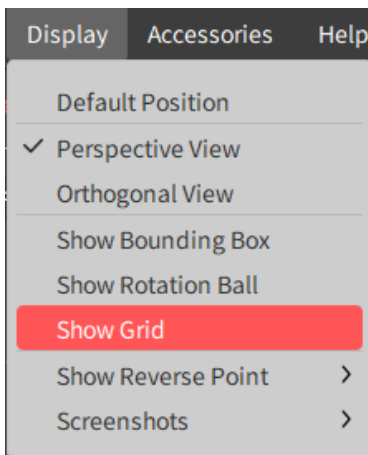 Display Accessories Help
Default Position
Perspective View
Orthogonal View
Show Bounding Box
Show Rotation Ball
Show Grid
Show Reverse Point
Screenshots